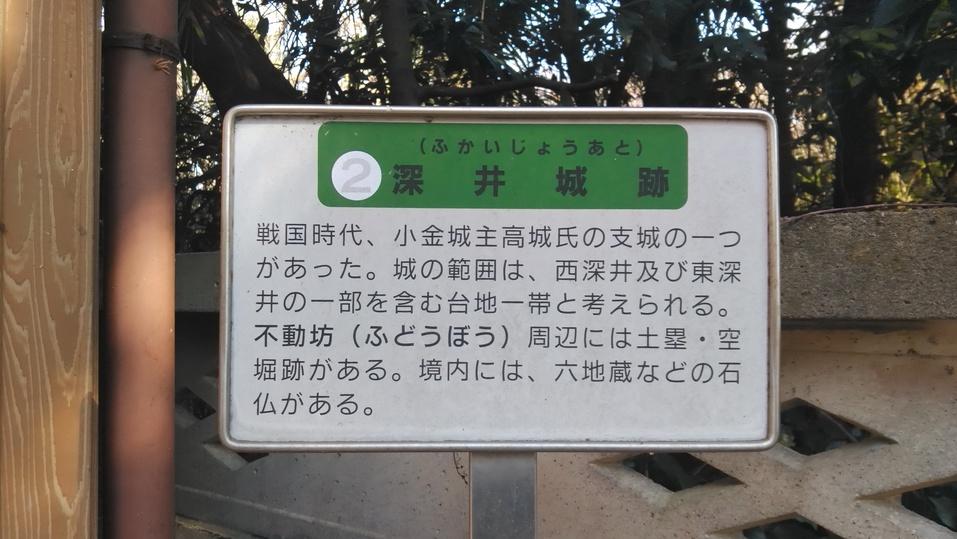 (ふかいじょうあと)
2 深井城跡
戦国時代、小金城主高城氏の支城の一つ
があった。城の範囲は、西深井及び東深
井の一部を含む台地一帯と考えられる。
不動坊（ふどうぼう）周辺には土塁・空
堀跡がある。境内には、六地蔵などの石
仏がある。